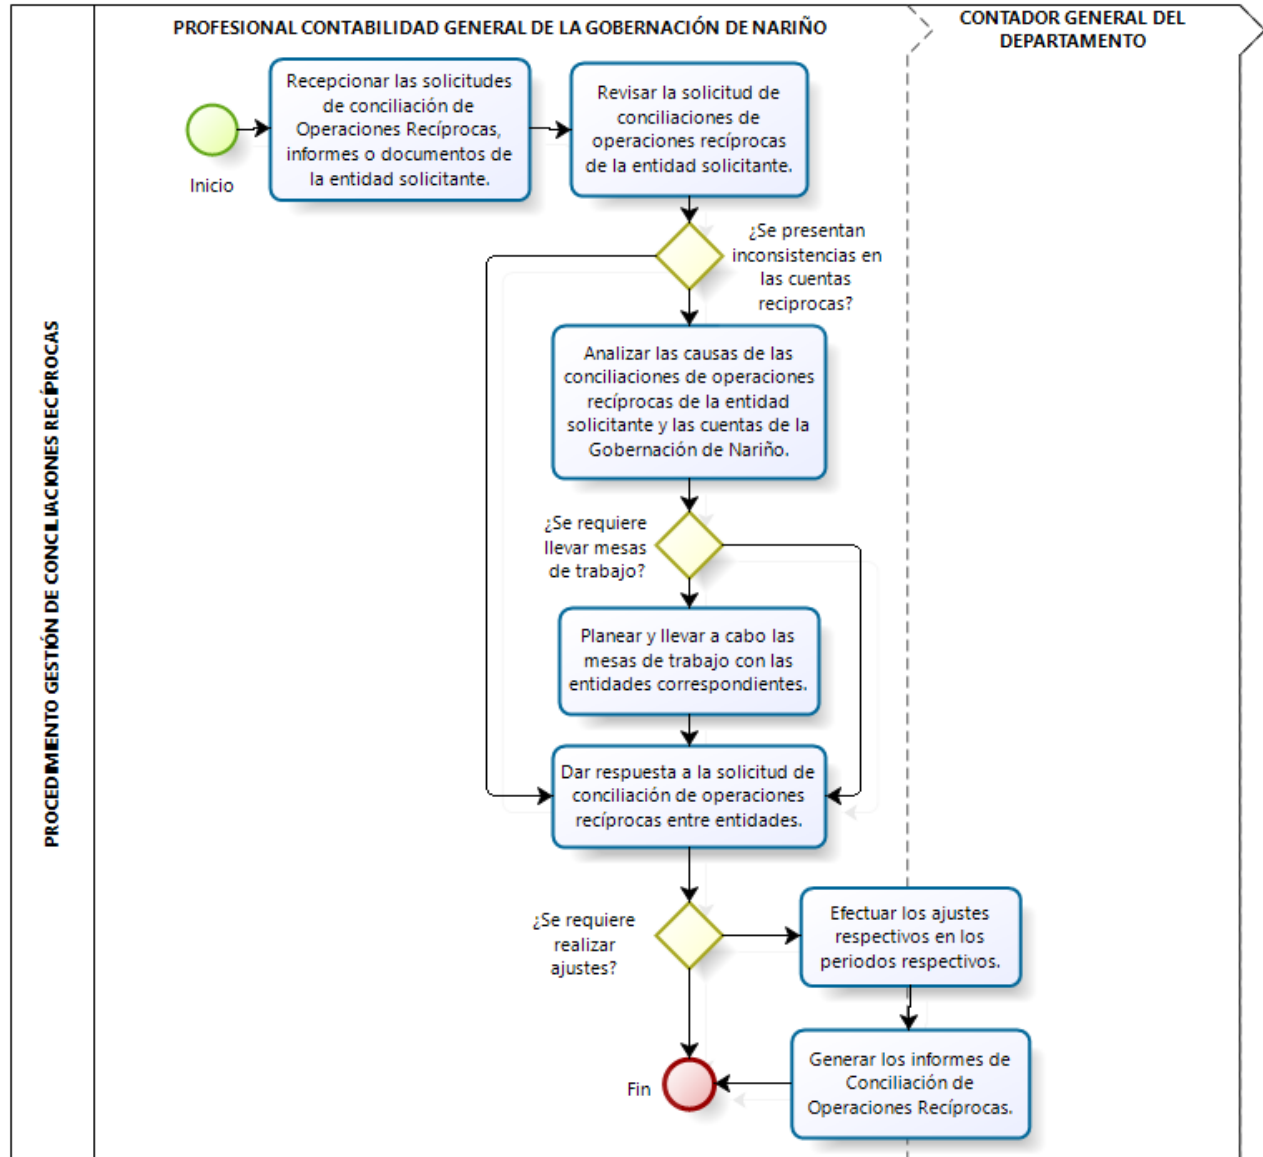 PROFESIONAL CONTABILIDAD GENERAL DE LA GOBERNACIÓN DE NARIÑO
CONTADOR GENERAL DEL
DEPARTAMENTO
PROCEDIMIENTO GESTIÓN DE CONCILIACIONES RECÍPROCAS
Inicio
Recepcionar las solicitudes
de conciliación de
Operaciones Recíprocas,
informes o documentos de
la entidad solicitante.
Revisar la solicitud de
conciliaciones de
operaciones recíprocas
de la entidad solicitante.
¿Se presentan
inconsistencias en
las cuentas
reciprocas?
Analizar las causas de las
conciliaciones de operaciones
recíprocas de la entidad
solicitante y las cuentas de la
Gobernación de Nariño.
¿Se requiere
llevar mesas
de trabajo?
Planear y llevar a cabo las
mesas de trabajo con las
entidades correspondientes.
Dar respuesta a la solicitud de
conciliación de operaciones
recíprocas entre entidades.
¿Se requiere
realizar
ajustes?
Efectuar los ajustes
respectivos en los
periodos respectivos.
Generar los informes de
Conciliación de
Operaciones Recíprocas.
Fin